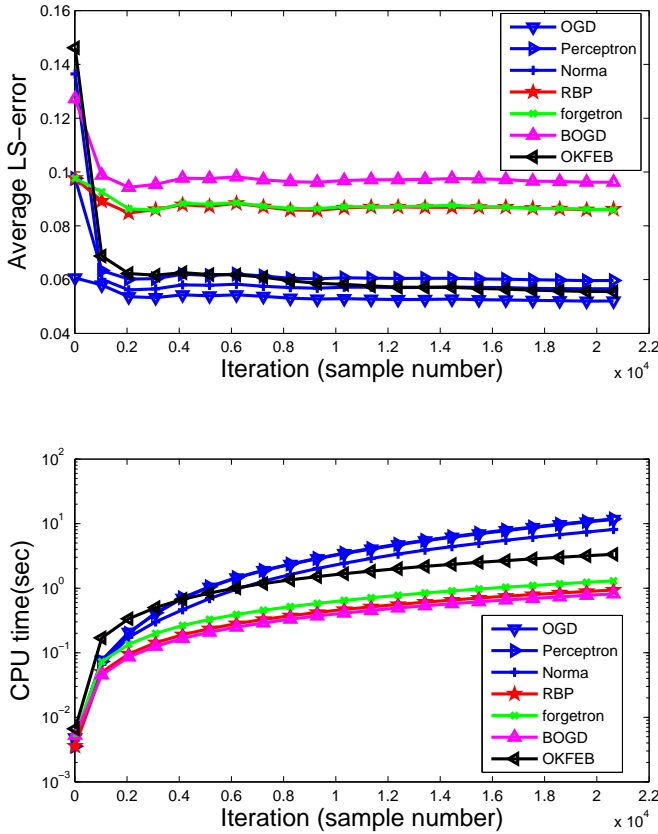 0.16
0.14
0.12
0.1
0.08
0.06
0.04
Average LS−error
OGD
Perceptron
Norma
RBP
forgetron
BOGD
OKFEB
0 0.2 0.4 0.6 0.8 1 1.2 1.4 1.6 1.8 2 2.2
x 10^4
Iteration (sample number)
10^2
10^1
10^0
10^−1
10^−2
10^−3
CPU time(sec)
OGD
Perceptron
Norma
RBP
forgetron
BOGD
OKFEB
0 0.2 0.4 0.6 0.8 1 1.2 1.4 1.6 1.8 2 2.2
x 10^4
Iteration (sample number)